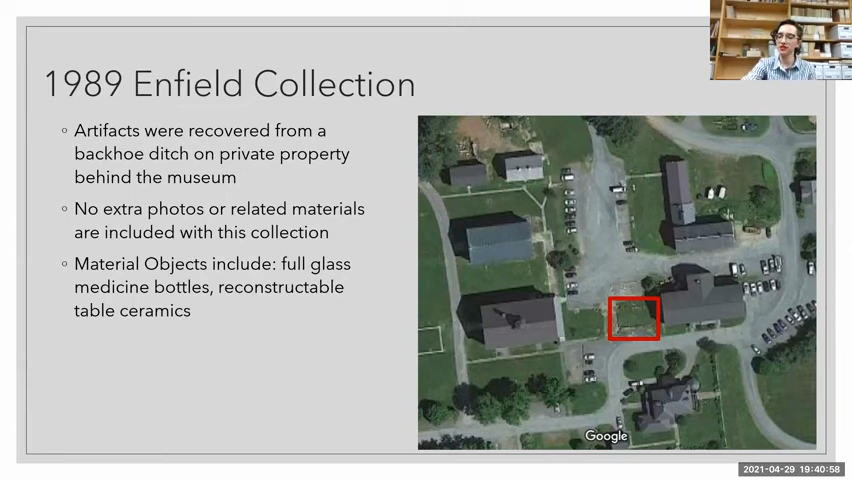 1989 Enfield Collection
◦ Artifacts were recovered from a
backhoe ditch on private property
behind the museum
◦ No extra photos or related materials
are included with this collection
◦ Material Objects include: full glass
medicine bottles, reconstructable
table ceramics
Google
2021-04-29 19:40:58